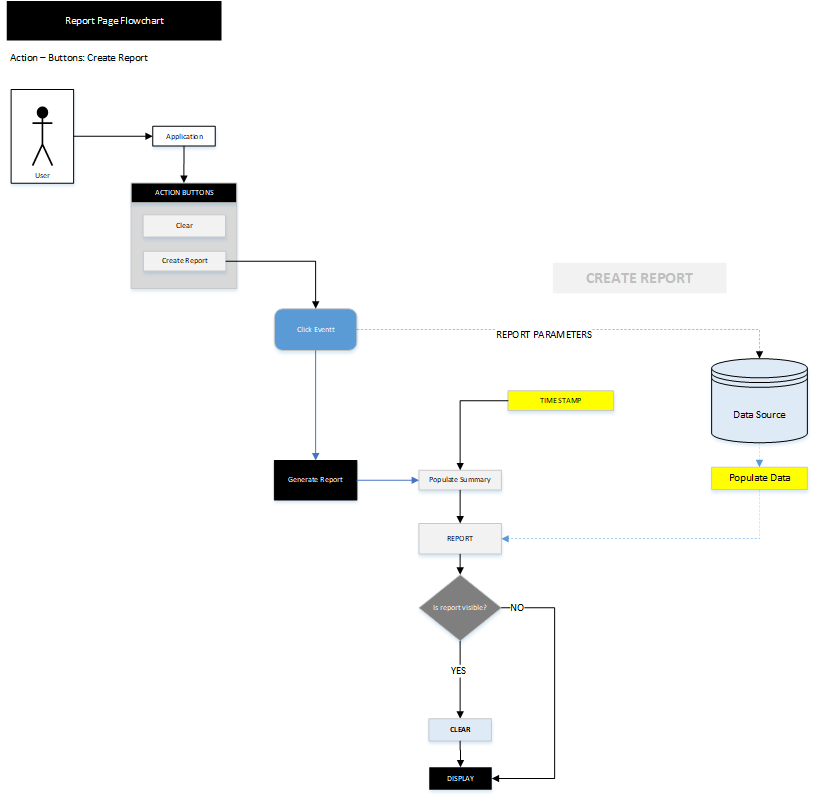 Report Page Flowchart
Action – Buttons: Create Report
User
Application
ACTION BUTTONS
Clear
Create Report
CREATE REPORT
Click Eventt
REPORT PARAMETERS
Data Source
TIMESTAMP
Generate Report
Populate Summary
Populate Data
REPORT
Is report visible?
NO
YES
CLEAR
DISPLAY